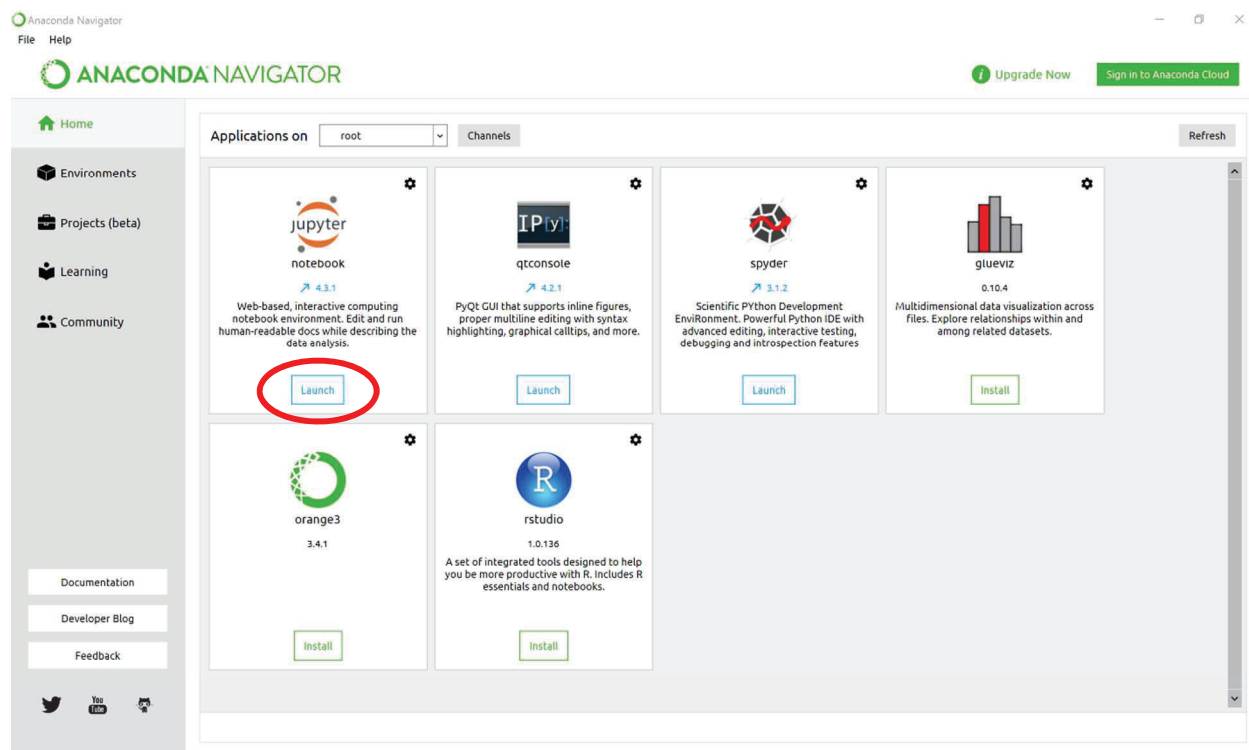 Anaconda Navigator
File Help
ANACONDA NAVIGATOR
i Upgrade Now
Sign in to Anaconda Cloud
Home
Environments
Projects (beta)
Learning
Community
Documentation
Developer Blog
Feedback
You
Tube
Applications on root Channels Refresh
jupyter
notebook
4.3.1
Web-based, interactive computing
notebook environment. Edit and run
human-readable docs while describing the
data analysis.
Launch
IP[y]:
qtconsole
4.2.1
PyQt GUI that supports inline figures,
proper multiline editing with syntax
highlighting, graphical calltips, and more.
Launch
spyder
3.1.2
Scientific PYthon Development
EnviRonment. Powerful Python IDE with
advanced editing, interactive testing,
debugging and introspection features
Launch
glueviz
0.10.4
Multidimensional data visualization across
files. Explore relationships within and
among related datasets.
Install
orange3
3.4.1
Install
R
rstudio
1.0.136
A set of integrated tools designed to help
you be more productive with R. Includes R
essentials and notebooks.
Install